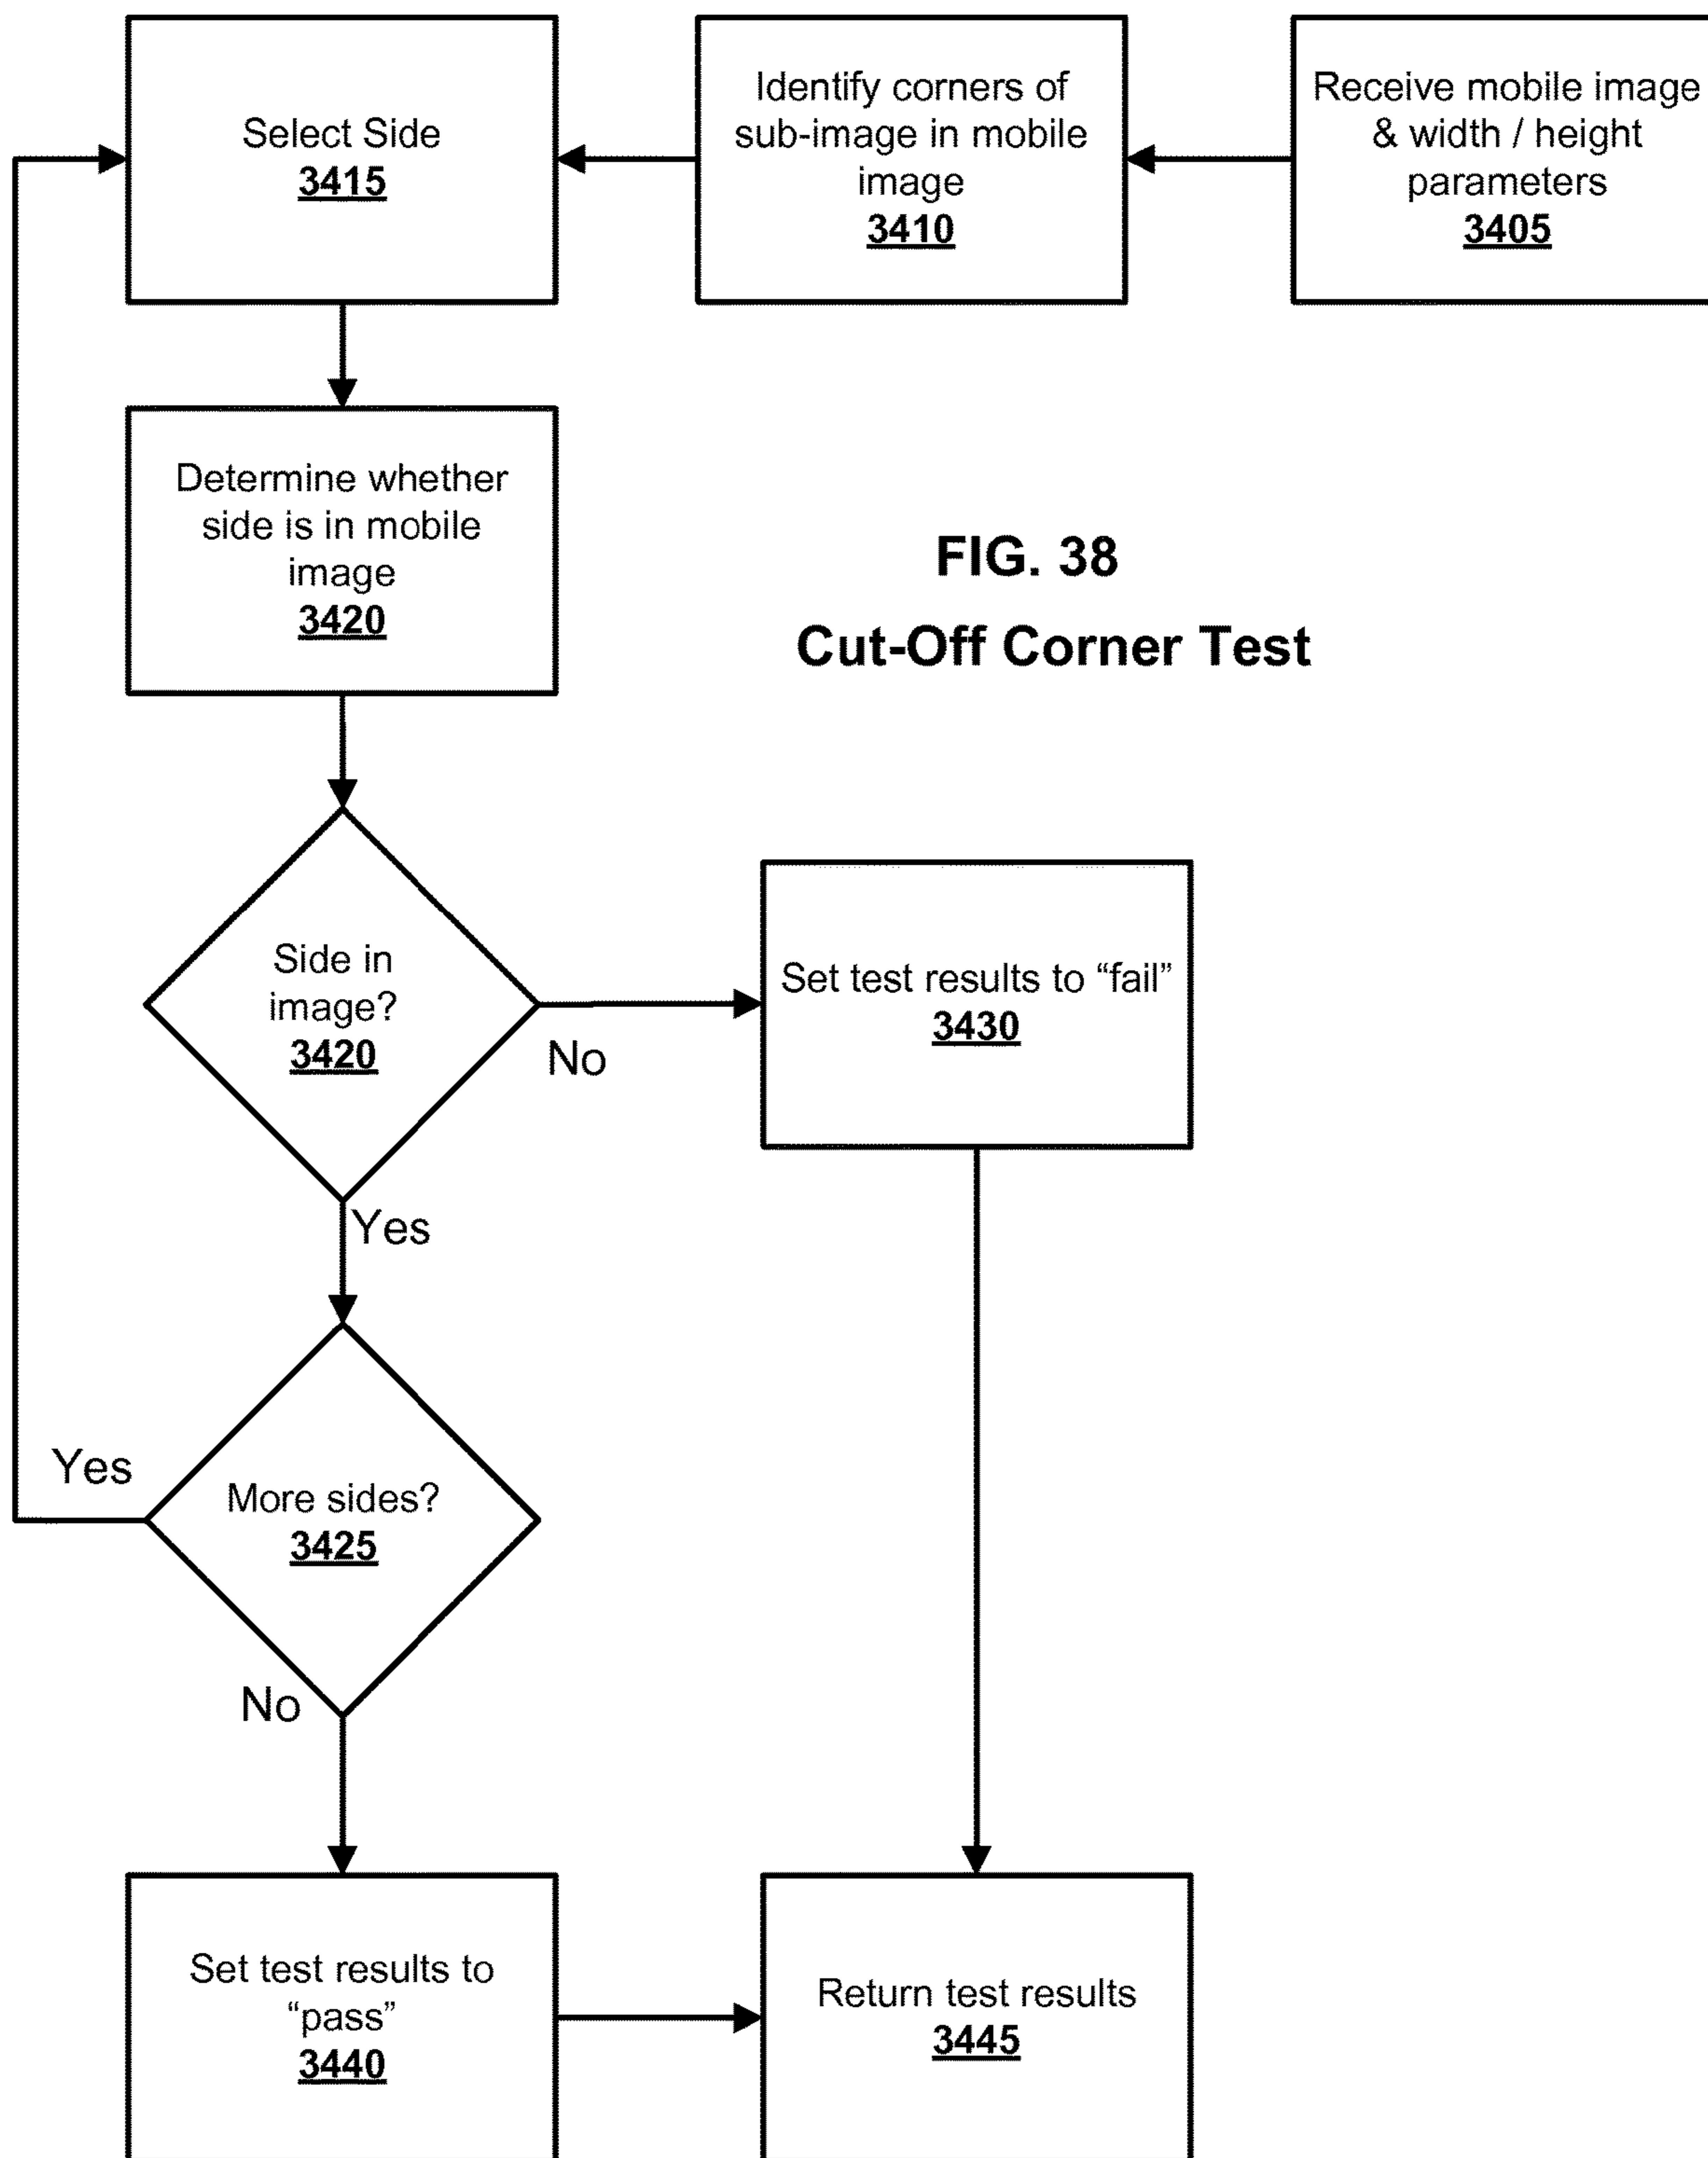 Select Side
3415
Identify corners of
sub-image in mobile
image
3410
Receive mobile image
& width / height
parameters
3405
Determine whether
side is in mobile
image
3420
FIG. 38
Cut-Off Corner Test
Side in
image?
3420
No
Set test results to “fail”
3430
Yes
Yes
More sides?
3425
No
Set test results to
“pass”
3440
Return test results
3445